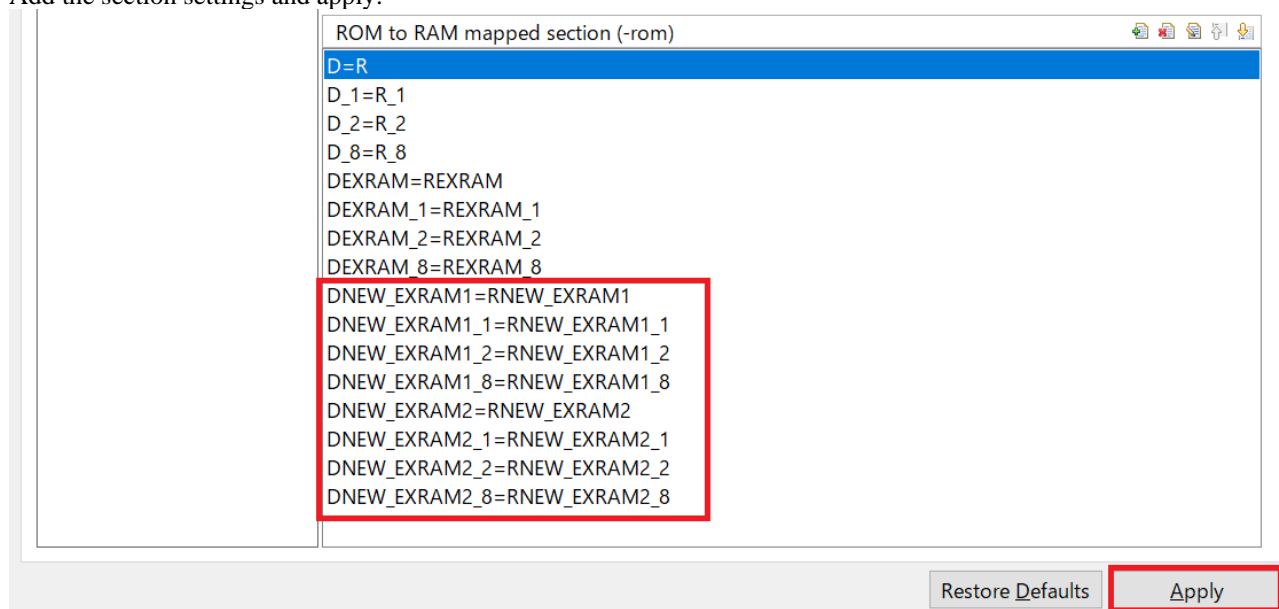 Add the section settings and apply.
ROM to RAM mapped section (-rom)
D=R
D_1=R_1
D_2=R_2
D_8=R_8
DEXRAM=REXRAM
DEXRAM_1=REXRAM_1
DEXRAM_2=REXRAM_2
DEXRAM_8=REXRAM_8
DNEW_EXRAM1=RNEW_EXRAM1
DNEW_EXRAM1_1=RNEW_EXRAM1_1
DNEW_EXRAM1_2=RNEW_EXRAM1_2
DNEW_EXRAM1_8=RNEW_EXRAM1_8
DNEW_EXRAM2=RNEW_EXRAM2
DNEW_EXRAM2_1=RNEW_EXRAM2_1
DNEW_EXRAM2_2=RNEW_EXRAM2_2
DNEW_EXRAM2_8=RNEW_EXRAM2_8
Restore Defaults Apply